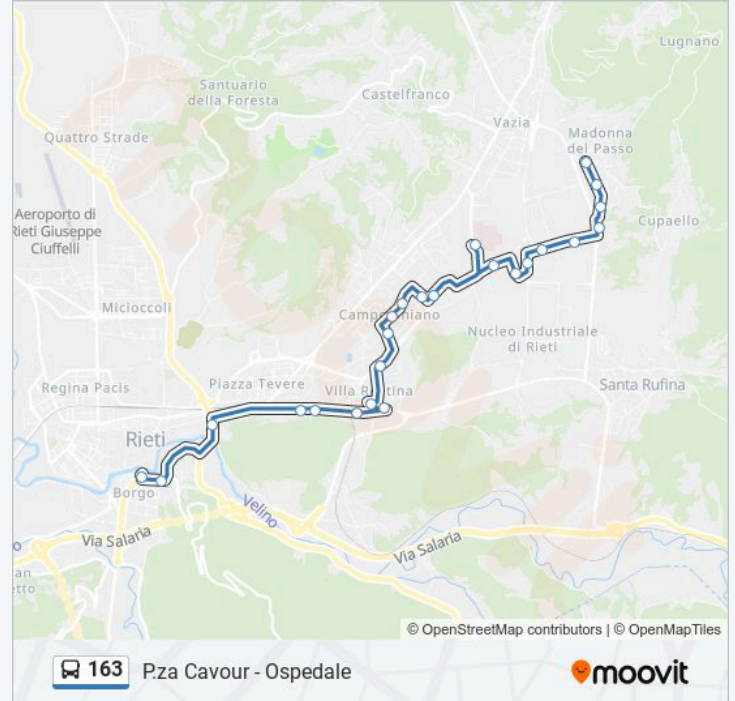 Lugnano
Santuario
della Foresta
Castelfranco
Vazia
Quattro Strade
Madonna
del Passo
Aeroporto di
Rieti Giuseppe
Ciuffelli
Cupaello
Micioccoli
Nucleo Industriale
di Rieti
Regina Pacis
Piazza Tevere
Santa Rufina
Rieti
Borgo
Velino
Via Salaria
Via Salaria
© OpenStreetMap contributors | © OpenMapTiles
163 P.za Cavour - Ospedale
moovit